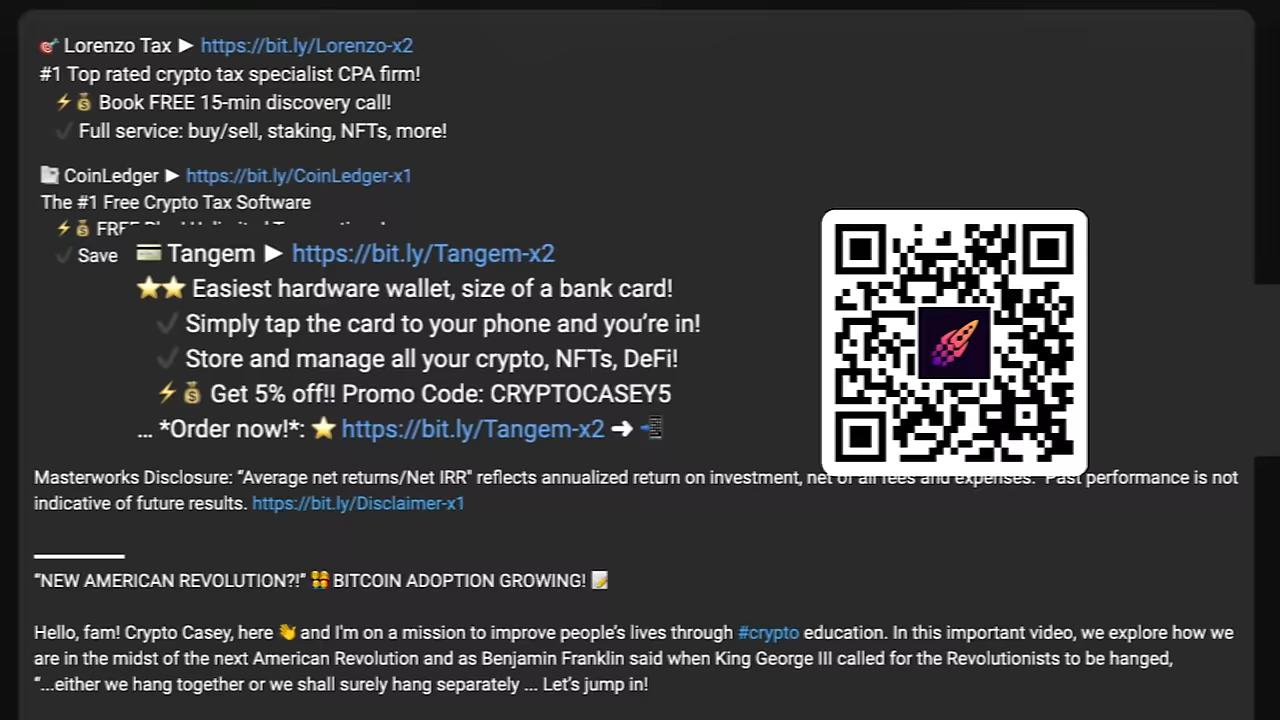 🎯 Lorenzo Tax ► https://bit.ly/Lorenzo-x2
#1 Top rated crypto tax specialist CPA firm!
⚡💰 Book FREE 15-min discovery call!
✔ Full service: buy/sell, staking, NFTs, more!
CoinLedger ► https://bit.ly/CoinLedger-x1
The #1 Free Crypto Tax Software
⚡💰 FREE
✔ Save
💳 Tangem ► https://bit.ly/Tangem-x2
⭐⭐ Easiest hardware wallet, size of a bank card!
✔ Simply tap the card to your phone and you’re in!
✔ Store and manage all your crypto, NFTs, DeFi!
⚡💰 Get 5% off!! Promo Code: CRYPTOCASEY5
... *Order now!*: ⭐ https://bit.ly/Tangem-x2 ➜ 📲
Masterworks Disclosure: “Average net returns/Net IRR" reflects annualized return on investment, net of all fees and expenses. Past performance is not
indicative of future results. https://bit.ly/Disclaimer-x1
“NEW AMERICAN REVOLUTION?!” BITCOIN ADOPTION GROWING! 📝
Hello, fam! Crypto Casey, here 👋 and I'm on a mission to improve people’s lives through #crypto education. In this important video, we explore how we
are in the midst of the next American Revolution and as Benjamin Franklin said when King George III called for the Revolutionists to be hanged,
“...either we hang together or we shall surely hang separately ... Let’s jump in!